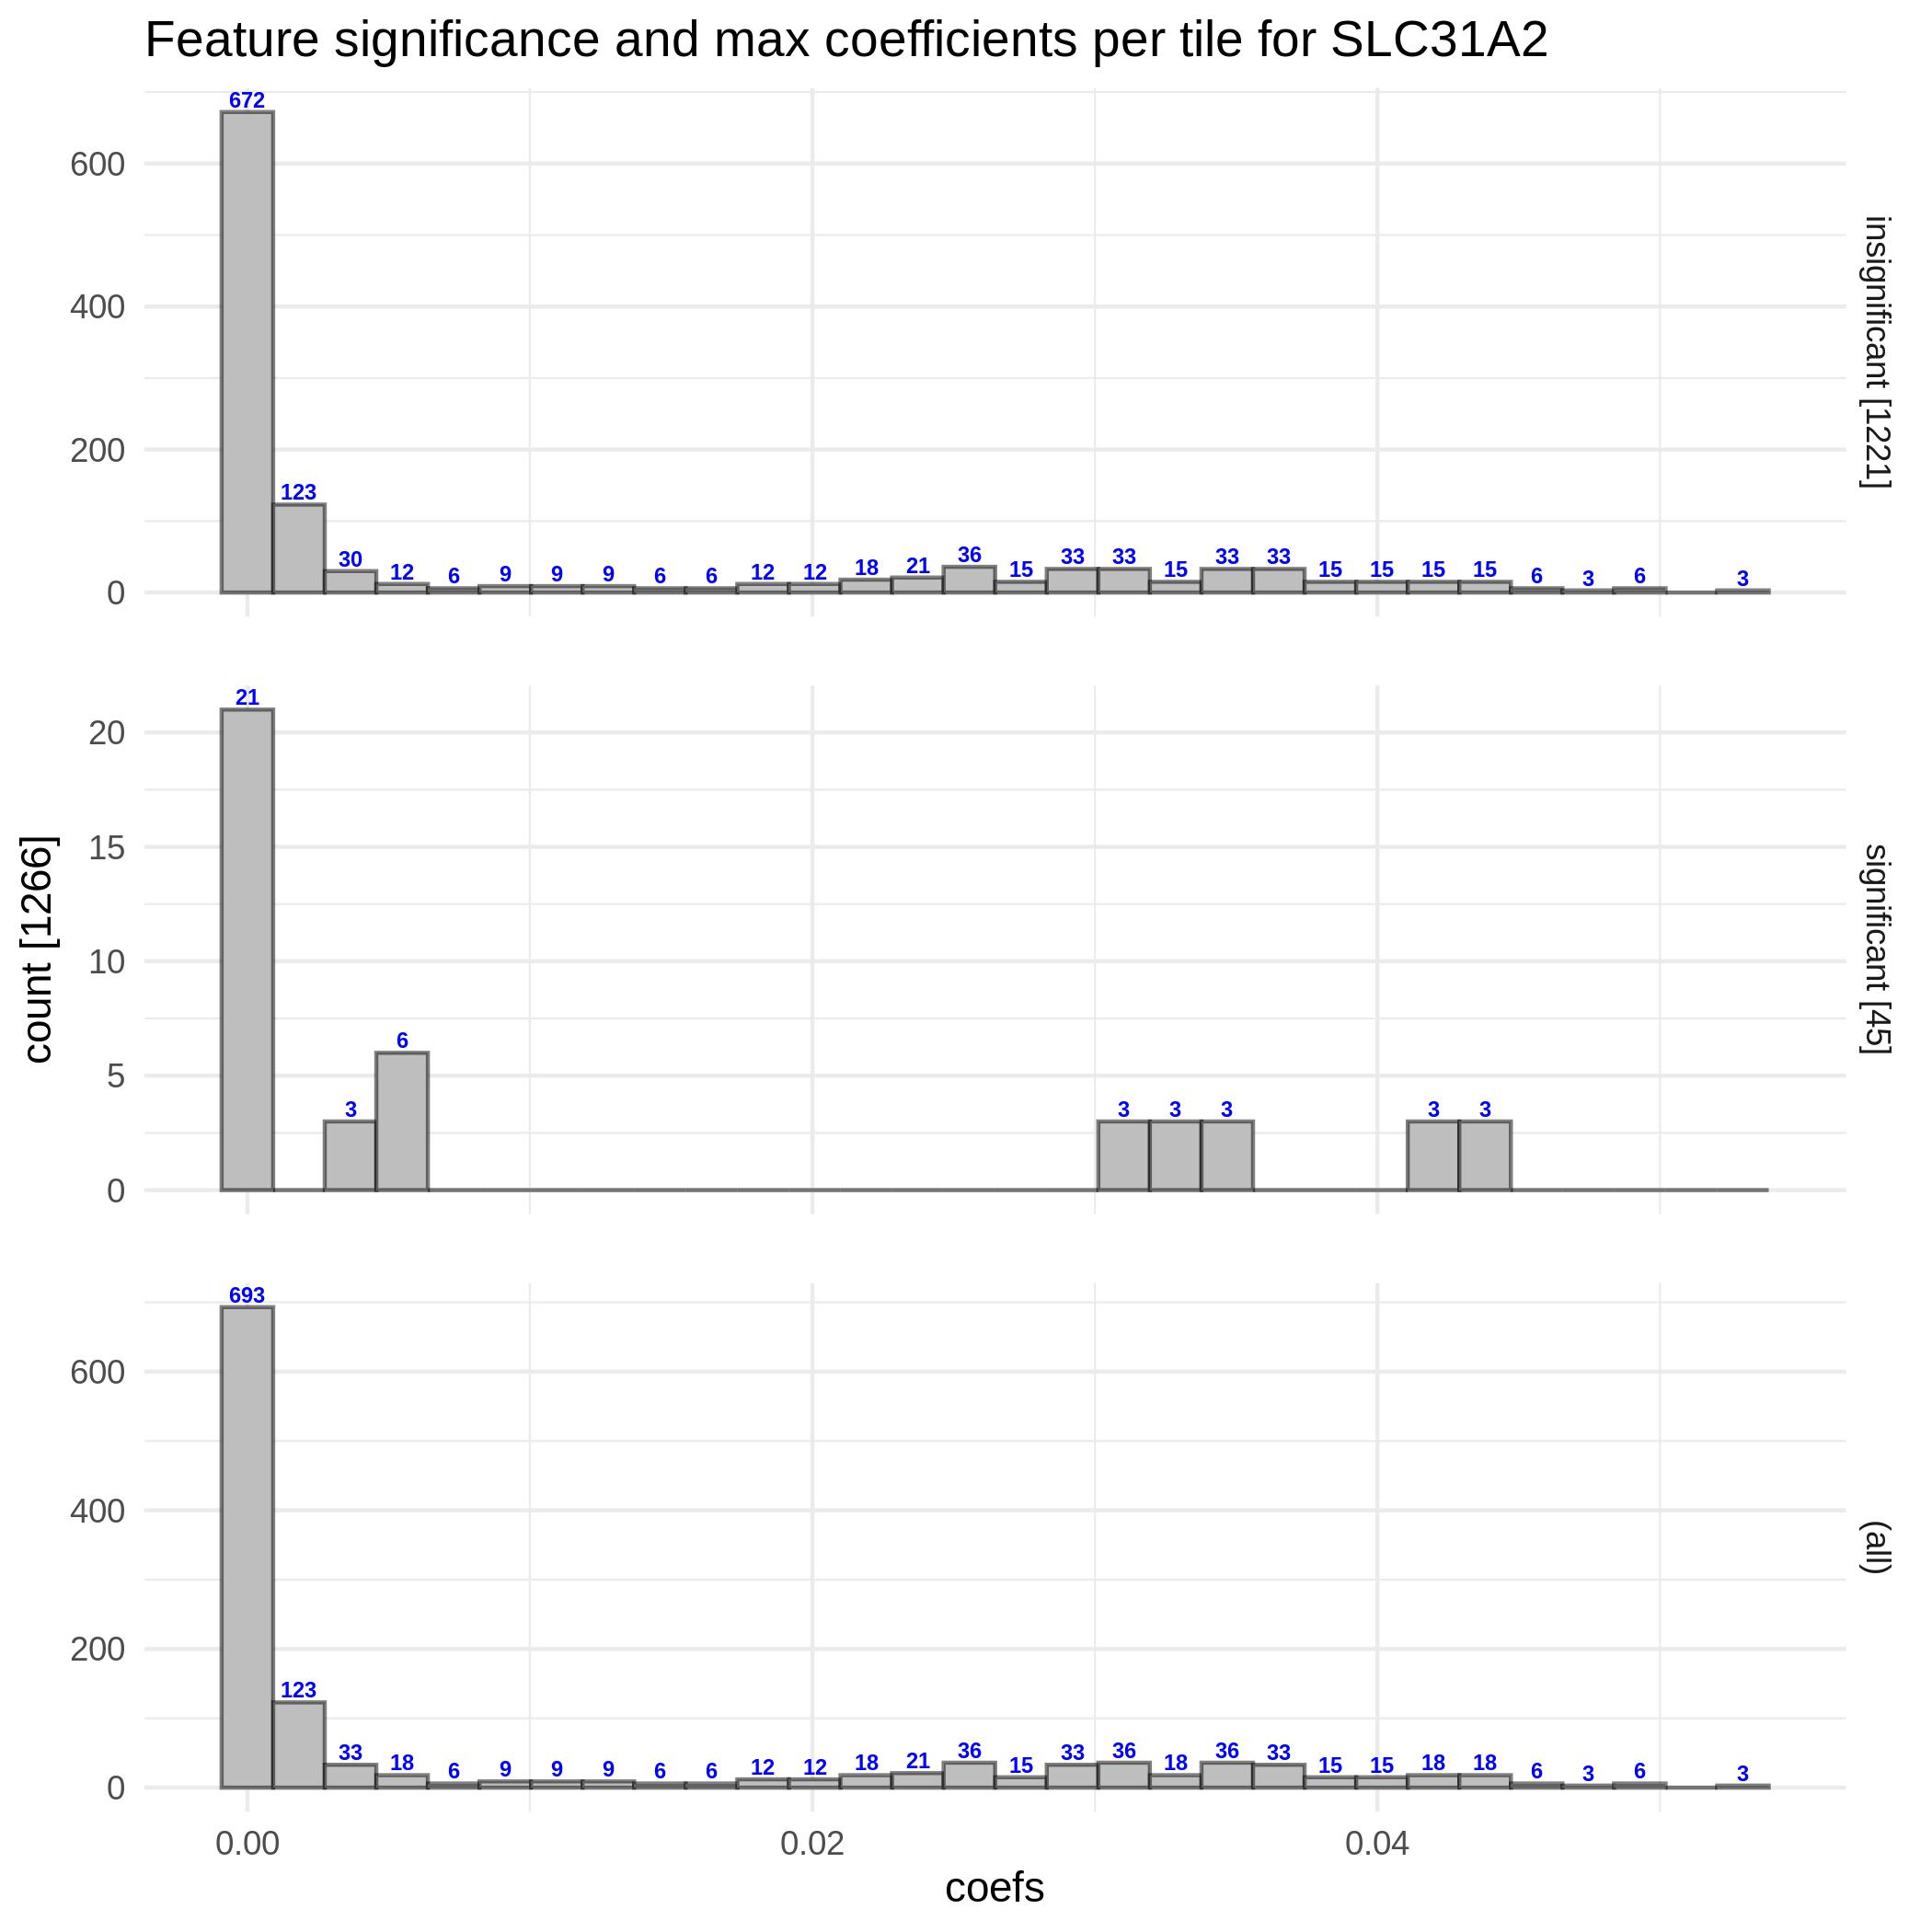 Feature significance and max coefficients per tile for SLC31A2
672
600
400
200
123
30 12 6 9 9 9 6 6 12 12 18 21 36 15 33 33 15 33 33 15 15 15 15 6 3 6 3
0
insignificant [1221]
21
20
15
10
6
5
3 3 3 3 3 3
0
significant [45]
count [1266]
693
600
400
200
123
33 18 6 9 9 9 6 6 12 12 18 21 36 15 33 36 18 36 33 15 15 18 18 6 3 6 3
0
(all)
0.00 0.02 0.04
coefs